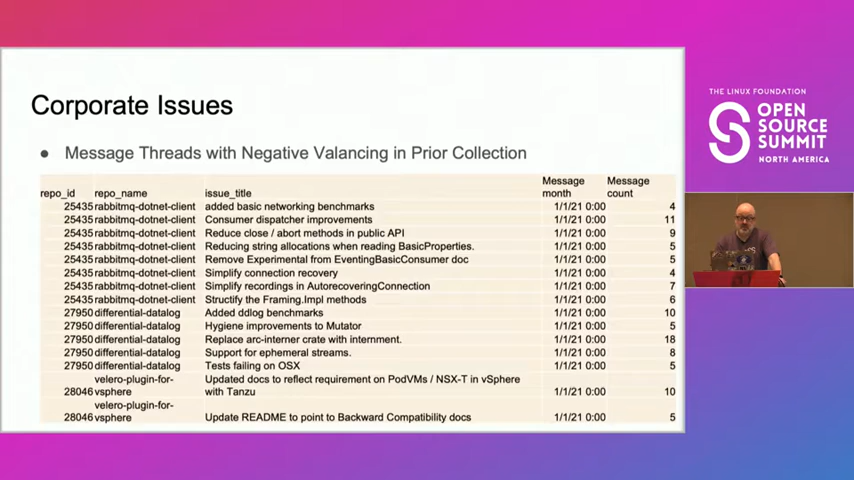 Corporate Issues
● Message Threads with Negative Valancing in Prior Collection
repo_id repo_name issue_title Message month Message count
25435 rabbitmq-dotnet-client added basic networking benchmarks 1/1/21 0:00 4
25435 rabbitmq-dotnet-client Consumer dispatcher improvements 1/1/21 0:00 11
25435 rabbitmq-dotnet-client Reduce close / abort methods in public API 1/1/21 0:00 9
25435 rabbitmq-dotnet-client Reducing string allocations when reading BasicProperties. 1/1/21 0:00 5
25435 rabbitmq-dotnet-client Remove Experimental from EventingBasicConsumer doc 1/1/21 0:00 5
25435 rabbitmq-dotnet-client Simplify connection recovery 1/1/21 0:00 4
25435 rabbitmq-dotnet-client Simplify recordings in AutorecoveringConnection 1/1/21 0:00 7
25435 rabbitmq-dotnet-client Structify the Framing.Impl methods 1/1/21 0:00 6
27950 differential-datalog Added ddlog benchmarks 1/1/21 0:00 10
27950 differential-datalog Hygiene improvements to Mutator 1/1/21 0:00 5
27950 differential-datalog Replace arc-interner crate with internment. 1/1/21 0:00 18
27950 differential-datalog Support for ephemeral streams. 1/1/21 0:00 8
27950 differential-datalog Tests failing on OSX 1/1/21 0:00 5
velero-plugin-for- Updated docs to reflect requirement on PodVMs / NSX-T in vSphere
28046 vsphere with Tanzu 1/1/21 0:00 10
velero-plugin-for-
28046 vsphere Update README to point to Backward Compatibility docs 1/1/21 0:00 5
THE LINUX FOUNDATION
OPEN
SOURCE
SUMMIT
NORTH AMERICA